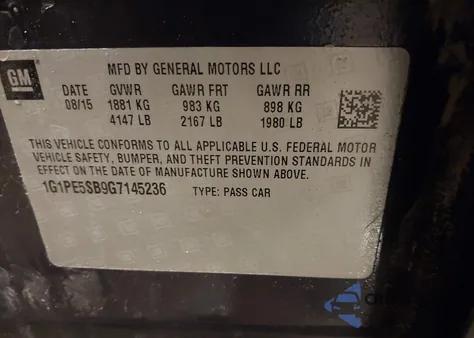 GM
MFD BY GENERAL MOTORS LLC
DATE GVWR GAWR FRT GAWR RR
08/15 1881 KG 983 KG 898 KG
4147 LB 2167 LB 1980 LB
THIS VEHICLE CONFORMS TO ALL APPLICABLE U.S. FEDERAL MOTOR
VEHICLE SAFETY, BUMPER, AND THEFT PREVENTION STANDARDS IN
EFFECT ON THE DATE OF MANUFACTURE SHOWN ABOVE.
1G1PE5SB9G7145236 TYPE: PASS CAR